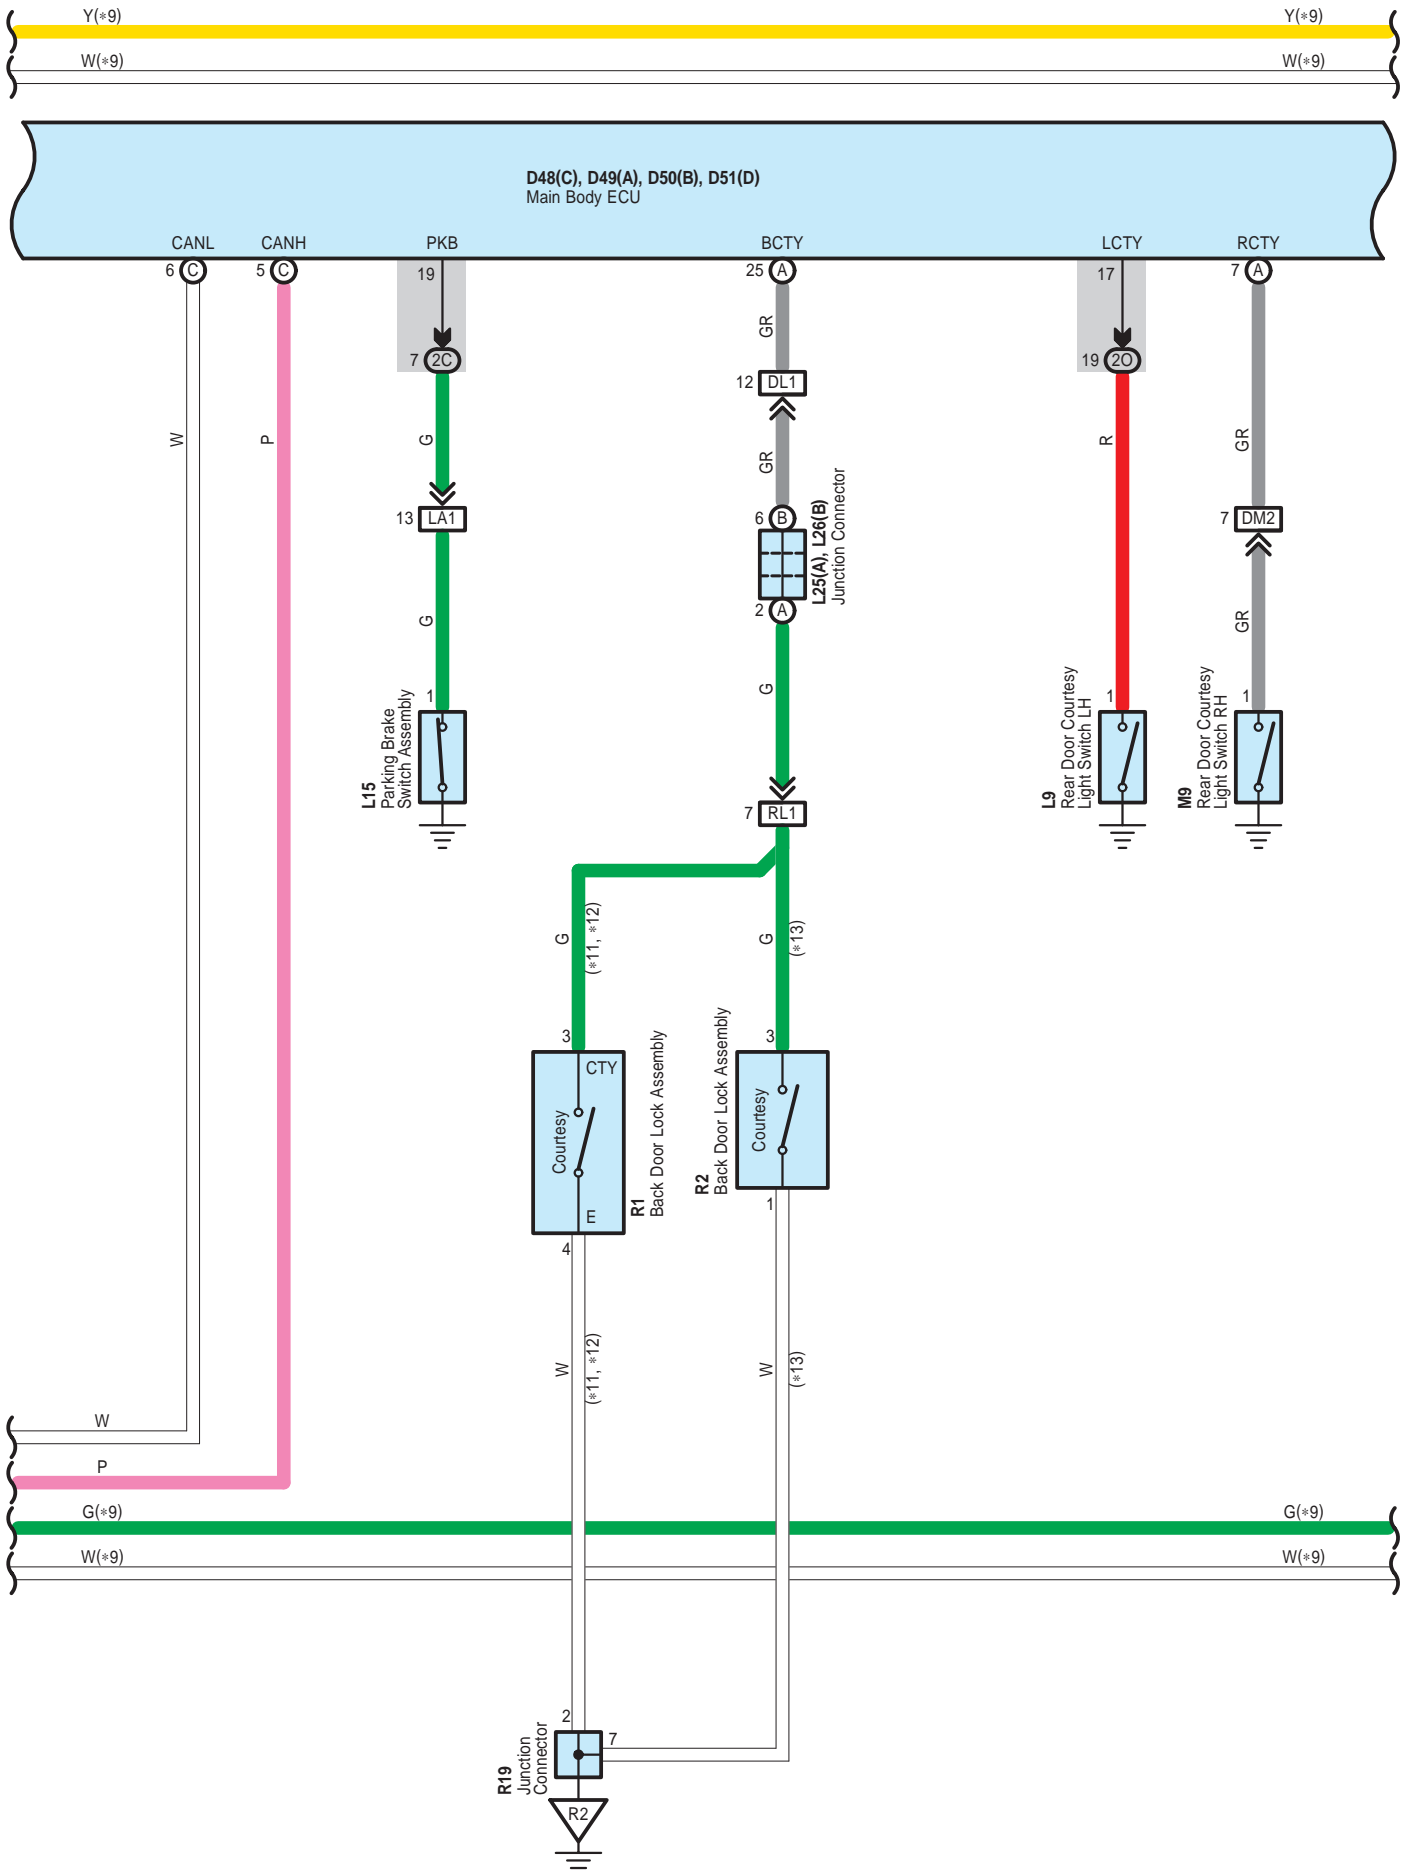 Y(*9)
Y(*9)
W(*9)
W(*9)
D48(C), D49(A), D50(B), D51(D)
Main Body ECU
CANL
CANH
PKB
BCTY
LCTY
RCTY
6 C
5 C
19
25 A
17
7 A
GR
7 2C
19 2O
12 DL1
W
P
G
GR
R
GR
13 LA1
6 B
L25(A), L26(B)
Junction Connector
7 DM2
2 A
G
G
GR
1
1
1
L15
Parking Brake
Switch Assembly
L9
Rear Door Courtesy
Light Switch LH
M9
Rear Door Courtesy
Light Switch RH
7 RL1
G
(*11, *12)
G
(*13)
3
3
CTY
Courtesy
E
R1
Back Door Lock Assembly
Courtesy
R2
Back Door Lock Assembly
4
1
W
(*11, *12)
W
(*13)
W
P
G(*9)
G(*9)
W(*9)
W(*9)
2
7
R19
Junction
Connector
R2